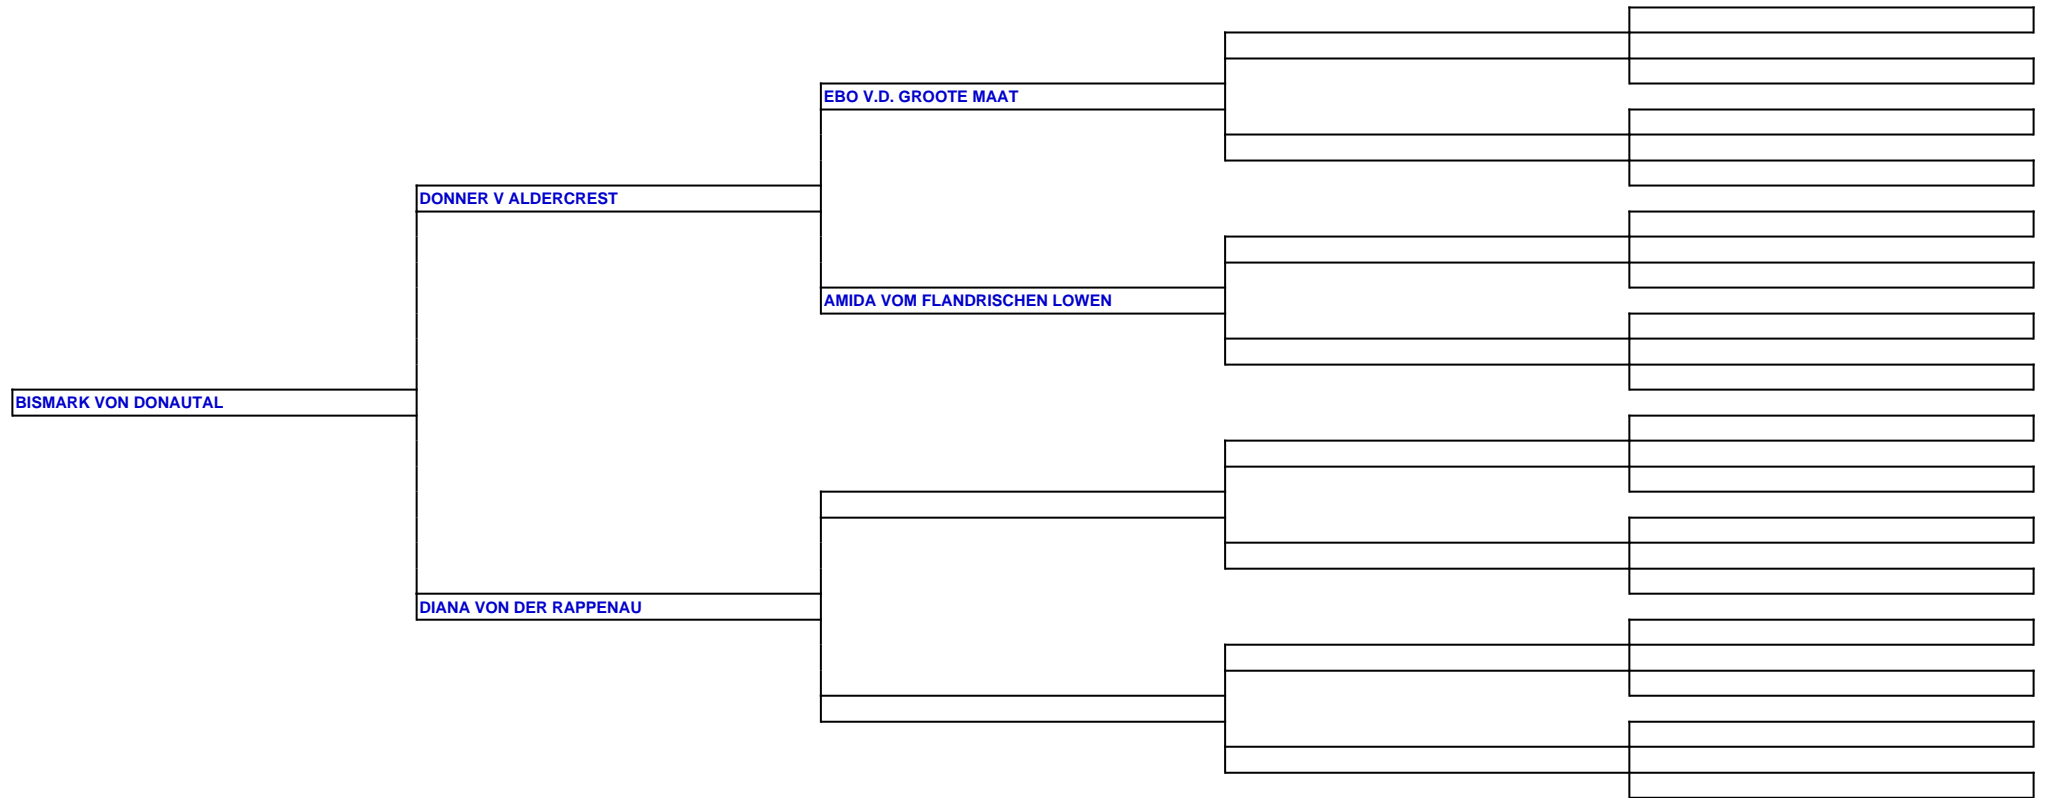 EBO V.D. GROOTE MAAT
DONNER V ALDERCREST
AMIDA VOM FLANDRISCHEN LOWEN
BISMARK VON DONAUTAL
DIANA VON DER RAPPENAU